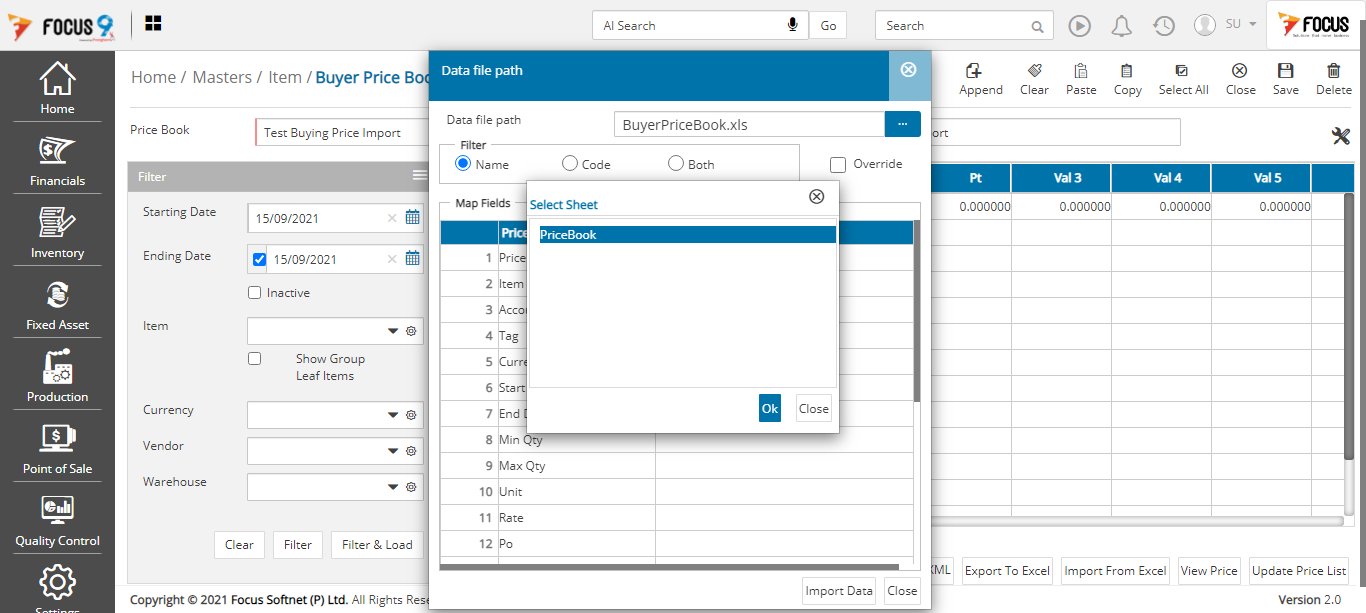 FOCUS 9
AI Search
Go
Search
SU
FOCUS
Home
Financials
Inventory
Fixed Asset
Production
Point of Sale
Quality Control
Settings
Home / Masters / Item / Buyer Price Boo
Append
Clear
Paste
Copy
Select All
Close
Save
Delete
Price Book
Test Buying Price Import
ort
Filter
Starting Date
15/09/2021
Ending Date
15/09/2021
Inactive
Item
Show Group
Leaf Items
Currency
Vendor
Warehouse
Clear
Filter
Filter & Load
Data file path
Data file path
BuyerPriceBook.xls
...
Filter
Name
Code
Both
Override
Map Fields
Price
1 Price
2 Item
3 Accou
4 Tag
5 Curre
6 Start
7 End D
8 Min Qty
9 Max Qty
10 Unit
11 Rate
12 Po
Import Data
Close
Select Sheet
PriceBook
Ok
Close
Pt
Val 3
Val 4
Val 5
0.000000
0.000000
0.000000
0.000000
XML
Export To Excel
Import From Excel
View Price
Update Price List
Copyright © 2021 Focus Softnet (P) Ltd. All Rights Rese
Version 2.0